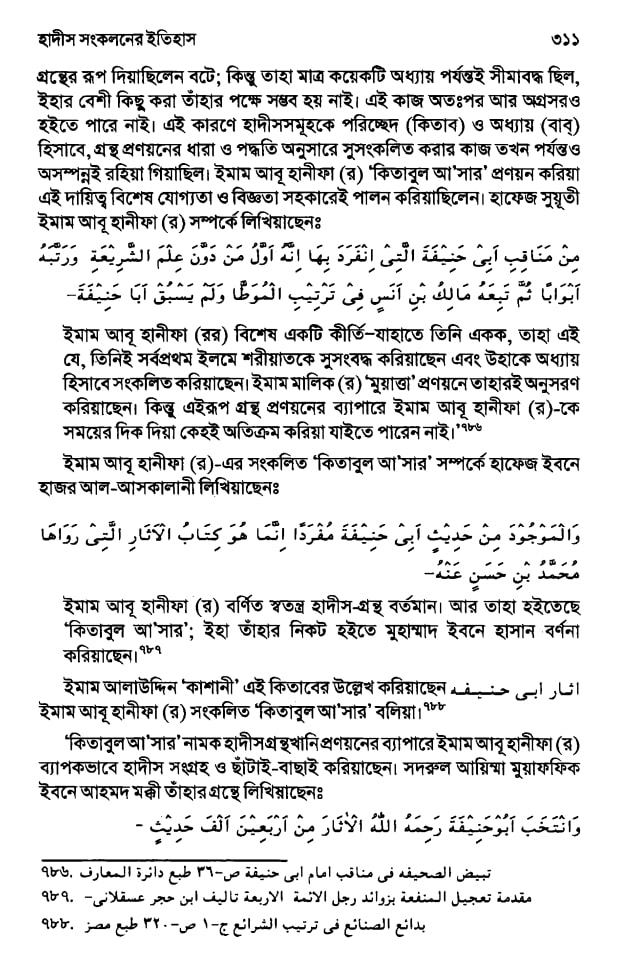 হাদীস সংকলনের ইতিহাস ৩১১
গ্রন্থের রূপ দিয়াছিলেন বটে; কিন্তু তাহা মাত্র কয়েকটি অধ্যায় পর্যন্তই সীমাবদ্ধ ছিল,
ইহার বেশী কিছু করা তাঁহার পক্ষে সম্ভব হয় নাই। এই কাজ অতঃপর আর অগ্রসরও
হইতে পারে নাই। এই কারণে হাদীসসমূহকে পরিচ্ছেদ (কিতাব) ও অধ্যায় (বাব্)
হিসাবে, গ্রন্থ প্রণয়নের ধারা ও পদ্ধতি অনুসারে সুসংকলিত করার কাজ তখন পর্যন্তও
অসম্পন্নই রহিয়া গিয়াছিল। ইমাম আবূ হানীফা (র) ‘কিতাবুল আ'সার’ প্রণয়ন করিয়া
এই দায়িত্ব বিশেষ যোগ্যতা ও বিজ্ঞতা সহকারেই পালন করিয়াছিলেন। হাফেজ সুয়ূতী
ইমাম আবূ হানীফা (র) সম্পর্কে লিখিয়াছেনঃ
مِنْ مَنَاقِبِ اَبِىْ حَنِيْفَةَ الَّتِىْ اِنْفَرَدَ بِهَا اِنَّهُ اَوَّلُ مَنْ دَوَّنَ عِلْمَ الشَّرِيْعَةِ وَرَتَّبَهُ
اَبْوَابًا ثُمَّ تَبِعَهُ مَالِكُ بْنِ اَنَسٍ فِىْ تَرْتِيْبِ الْمُوَطَّا وَلَمْ يَسْبُقْ اَبَا حَنِيْفَةَ–
ইমাম আবূ হানীফা (রর) বিশেষ একটি কীর্তি–যাহাতে তিনি একক, তাহা এই
যে, তিনিই সর্বপ্রথম ইলমে শরীয়াতকে সুসংবদ্ধ করিয়াছেন এবং উহাকে অধ্যায়
হিসাবে সংকলিত করিয়াছেন। ইমাম মালিক (র) ‘মুয়াত্তা’ প্রণয়নে তাহারই অনুসরণ
করিয়াছেন। কিন্তু এইরূপ গ্রন্থ প্রণয়নের ব্যাপারে ইমাম আবূ হানীফা (র)-কে
সময়ের দিক দিয়া কেহই অতিক্রম করিয়া যাইতে পারেন নাই।’৭৮৬
ইমাম আবূ হানীফা (র)-এর সংকলিত ‘কিতাবুল আ'সার’ সম্পর্কে হাফেজ ইবনে
হাজর আল-আসকালানী লিখিয়াছেনঃ
وَالْمَوْجُوْدَ مِنْ حَدِيْثِ اَبِىْ حَنِيْفَةَ مُفْرَدًا اِنَّمَا هُوَ كِتَابُ الْاَثَارِ الَّتِىْ رَوَاهَا
مُحَمَّدُ بْنِ حَسَنٍ عَنْهُ–
ইমাম আবূ হানীফা (র) বর্ণিত স্বতন্ত্র হাদীস-গ্রন্থ বর্তমান। আর তাহা হইতেছে
‘কিতাবুল আ'সার’; ইহা তাঁহার নিকট হইতে মুহাম্মাদ ইবনে হাসান বর্ণনা
করিয়াছেন।৭৮৭
ইমাম আলাউদ্দিন ‘কাশানী’ এই কিতাবের উল্লেখ করিয়াছেন اثار ابى حنيفه
ইমাম আবূ হানীফা (র) সংকলিত ‘কিতাবুল আ'সার’ বলিয়া।৭৮৮
‘কিতাবুল আ'সার’ নামক হাদীসগ্রন্থখানি প্রণয়নের ব্যাপারে ইমাম আবূ হানীফা (র)
ব্যাপকভাবে হাদীস সংগ্রহ ও ছাঁটাই-বাছাই করিয়াছেন। সদরুল আয়িম্মা মুয়াফফিক
ইবনে আহমদ মক্কী তাঁহার গ্রন্থে লিখিয়াছেনঃ
وَانْتَخَبَ اَبُوْحَنِيْفَةَ رَحِمَهُ اللّٰهُ الْاٰثَارَ مِنْ اَرْبَعِيْنَ اَلْفَ حَدِيْثٍ -
৭৮৬. تبيض الصحيفه فى مناقب امام ابى حنيفة ص–٣٦ طبع دائرة المعارف
৭৮৭. مقدمة تعجيل المنفعة بزوائد رجل الائمة الاربعة تاليف ابن حجر عسقلانى–
৭৮৮. بدائع الصنائع فى ترتيب الشرائع ج–١ ص–٣٢٠ طبع مصز